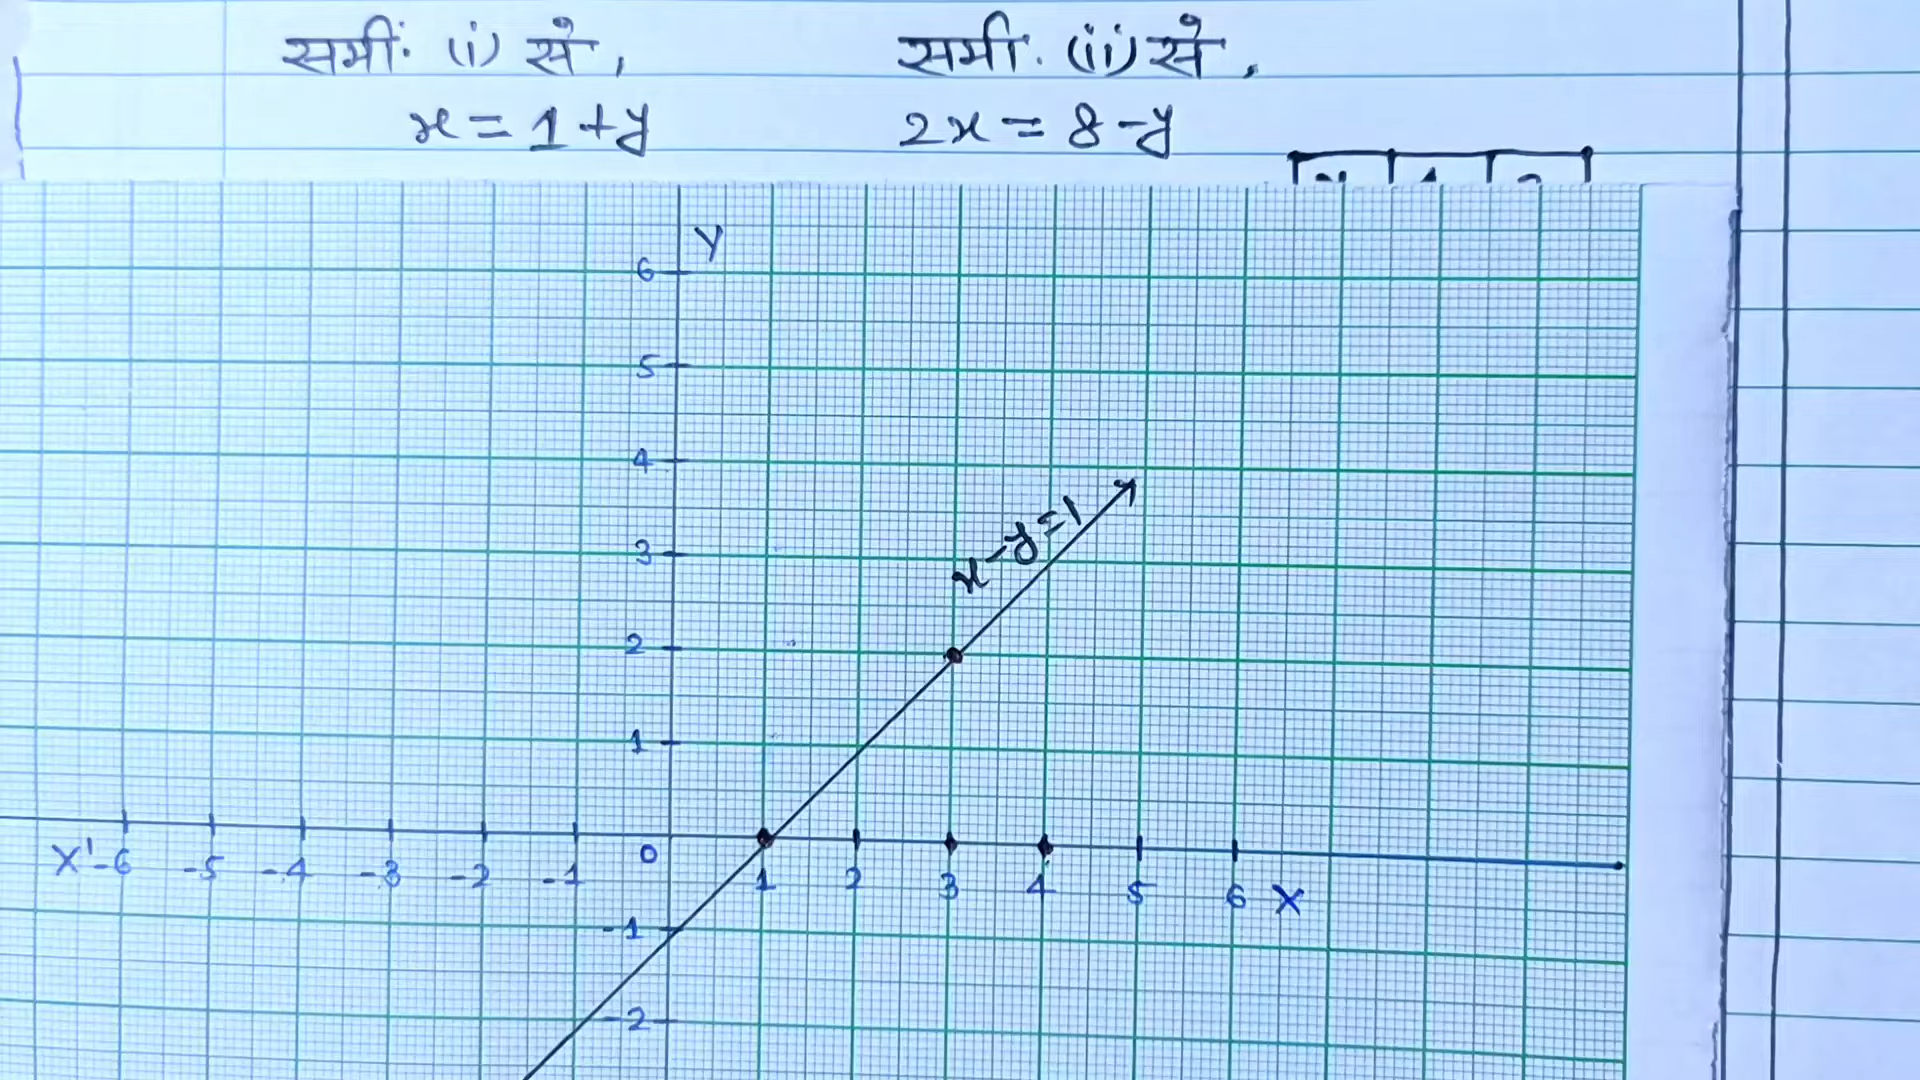 समी. (i) से,
समी. (ii) से,
x = 1 + y
2x = 8 - y
Y
6
5
4
x - y = 1
3
2
1
X' -6 -5 -4 -3 -2 -1 0 1 2 3 4 5 6 X
-1
-2